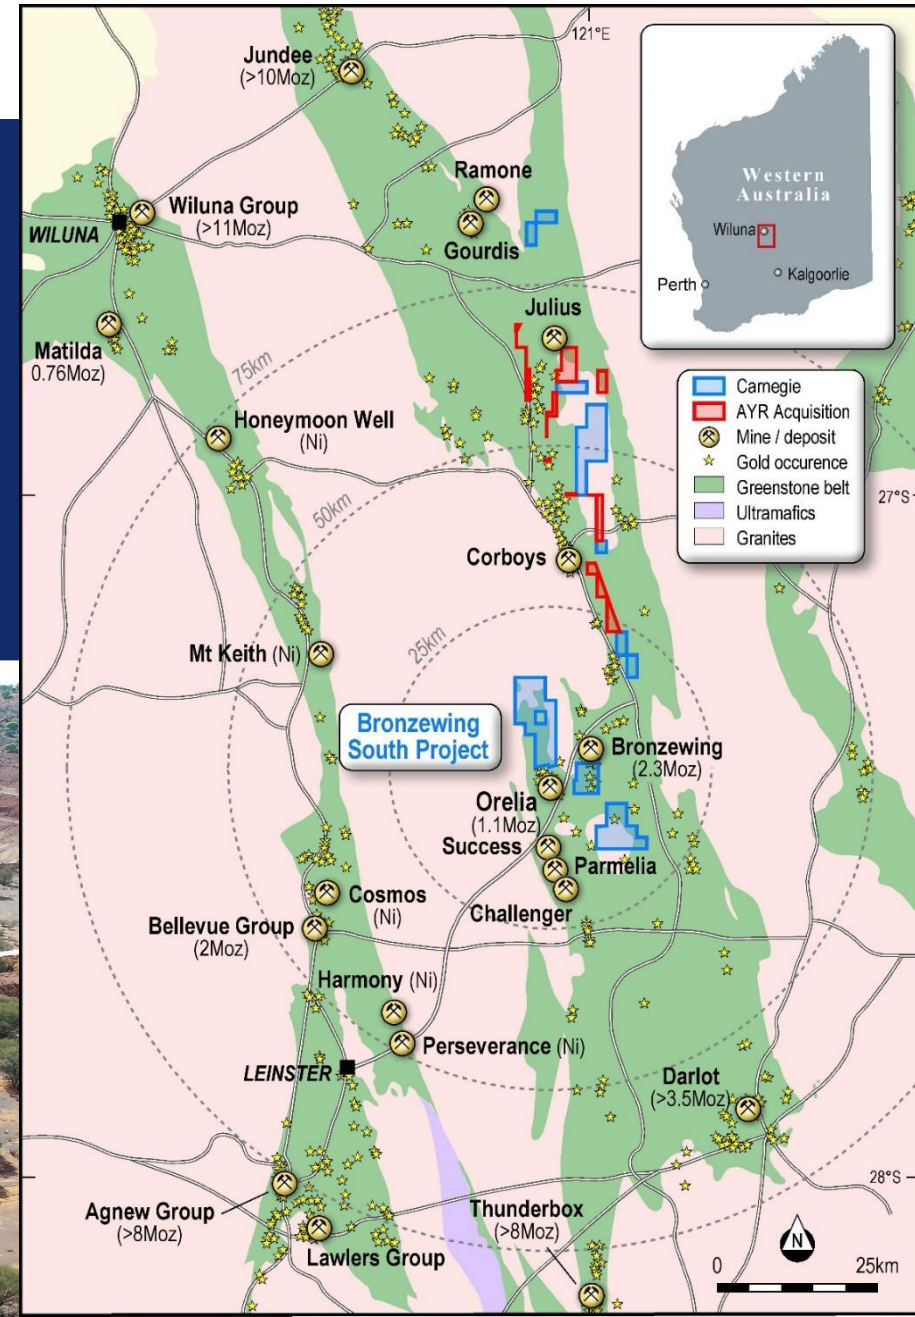 121°E
Jundee
(>10Moz)
Ramone
Gourdis
Wiluna Group
(>11Moz)
WILUNA
Western
Australia
Wiluna
Kalgoorlie
Perth
Julius
Matilda
0.76Moz)
75km
Honeymoon Well
(Ni)
Carnegie
AYR Acquisition
Mine / deposit
Gold occurence
Greenstone belt
Ultramafics
Granites
27°S
50km
Corboys
25km
Mt Keith (Ni)
Bronzewing
South Project
Bronzewing
(2.3Moz)
Orelia
(1.1Moz)
Success
Parmelia
Challenger
Cosmos
(Ni)
Bellevue Group
(2Moz)
Harmony (Ni)
Perseverance (Ni)
LEINSTER
Darlot
(>3.5Moz)
28°S
Agnew Group
(>8Moz)
Lawlers Group
Thunderbox
(>8Moz)
N
0 25km